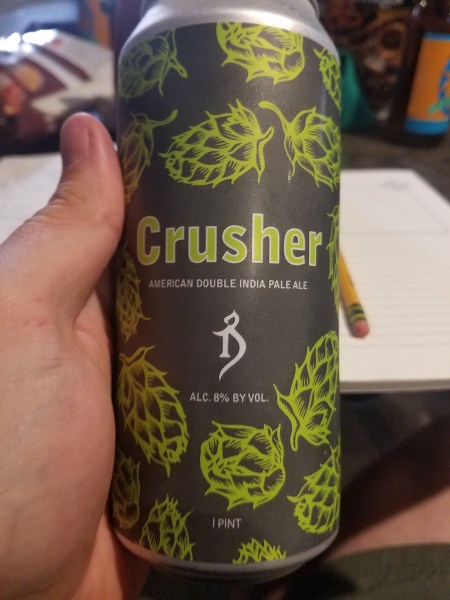 Crusher
AMERICAN DOUBLE INDIA PALE ALE
ALC. 8% BY VOL.
1 PINT